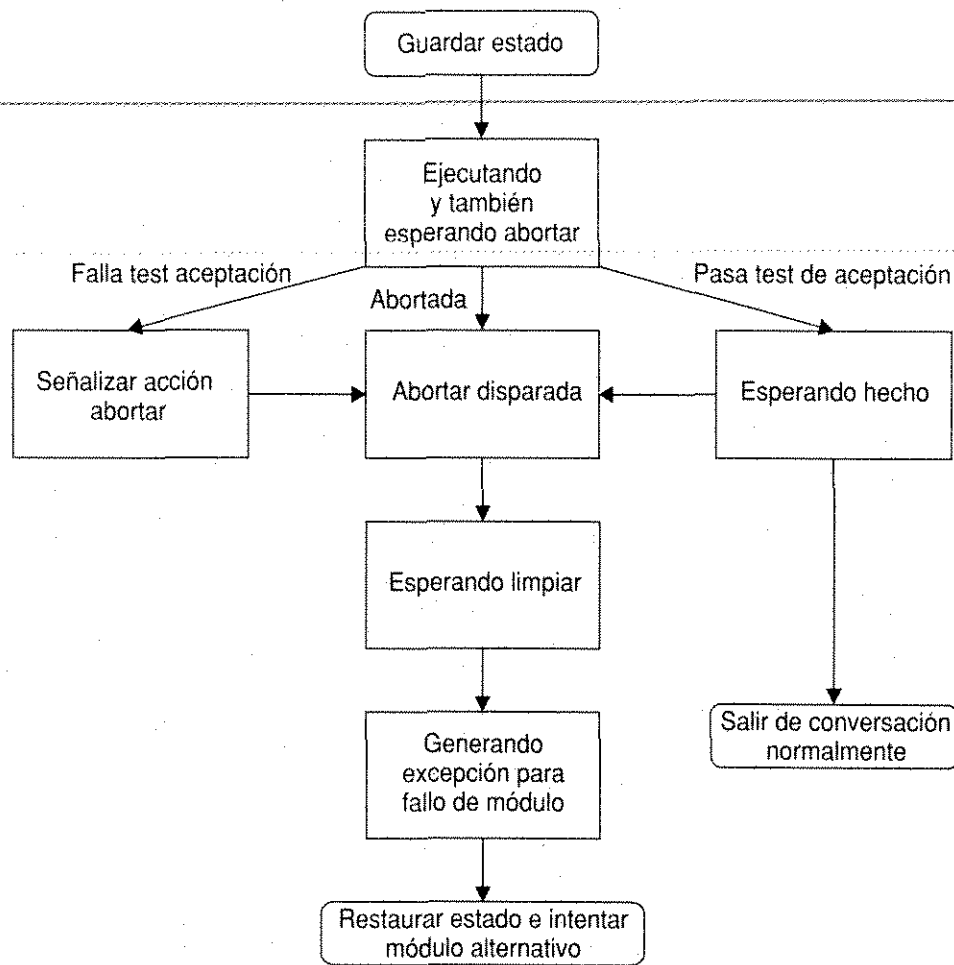 Guardar estado
Ejecutando
y también
esperando abortar
Falla test aceptación
Abortada
Pasa test de aceptación
Señalizar acción
abortar
Abortar disparada
Esperando hecho
Esperando limpiar
Generando
excepción para
fallo de módulo
Salir de conversación
normalmente
Restaurar estado e intentar
módulo alternativo